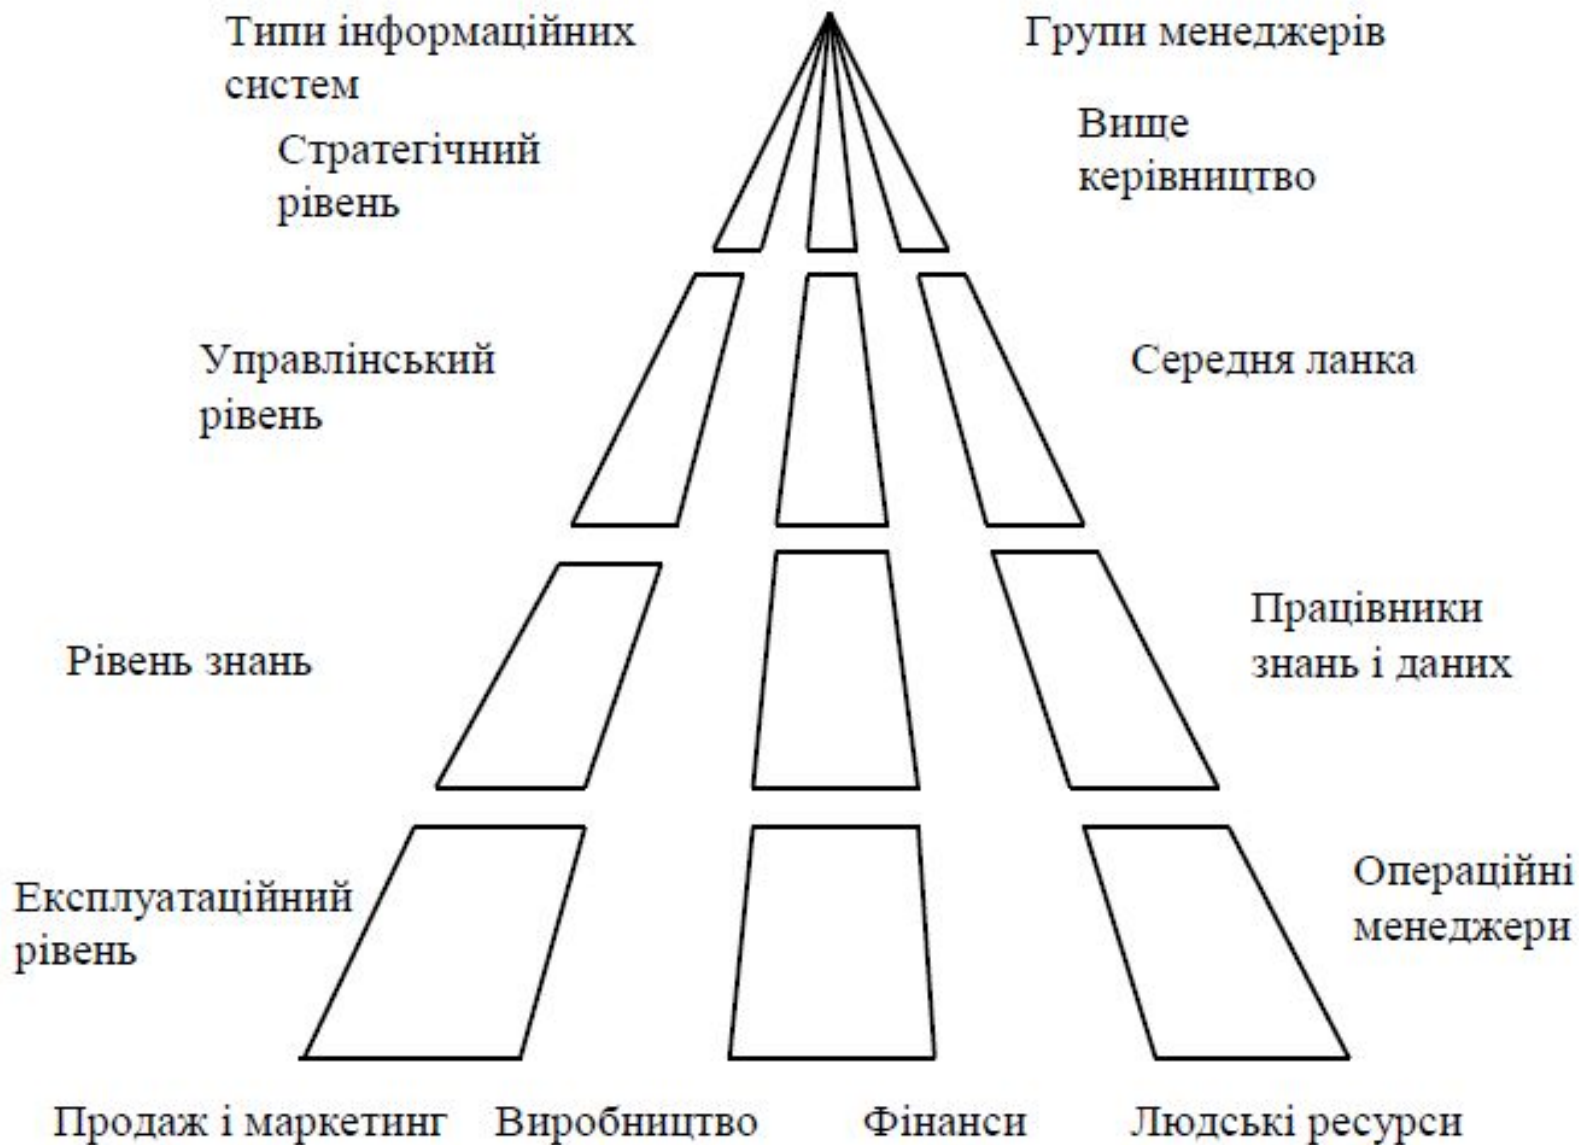 Типи інформаційних
систем
Групи менеджерів
Стратегічний
рівень
Вище
керівництво
Управлінський
рівень
Середня ланка
Рівень знань
Працівники
знань і даних
Експлуатаційний
рівень
Операційні
менеджери
Продаж і маркетинг Виробництво Фінанси Людські ресурси